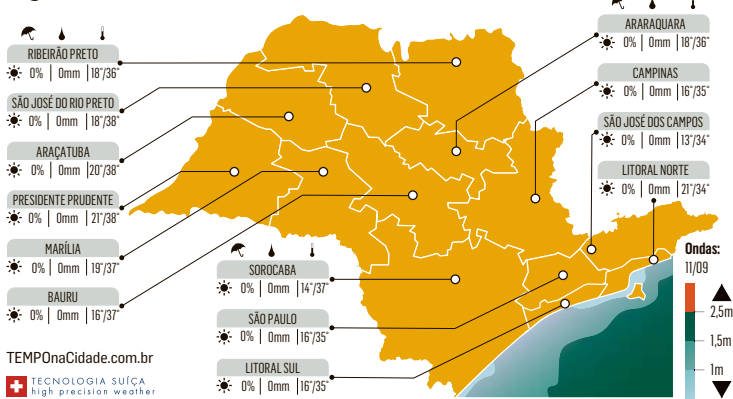 RIBEIRÃO PRETO
0% | 0mm | 18°/36°
SÃO JOSÉ DO RIO PRETO
0% | 0mm | 18°/38°
ARAÇATUBA
0% | 0mm | 20°/38°
PRESIDENTE PRUDENTE
0% | 0mm | 21°/38°
MARÍLIA
0% | 0mm | 19°/37°
BAURU
0% | 0mm | 16°/37°
TEMPOnaCidade.com.br
TECNOLOGIA SUÍÇA
high precision weather
SOROCABA
0% | 0mm | 14°/37°
SÃO PAULO
0% | 0mm | 16°/35°
LITORAL SUL
0% | 0mm | 16°/35°
ARARAQUARA
0% | 0mm | 18°/36°
CAMPINAS
0% | 0mm | 16°/35°
SÃO JOSÉ DOS CAMPOS
0% | 0mm | 13°/34°
LITORAL NORTE
0% | 0mm | 21°/34°
Ondas:
11/09
2,5m
1,5m
1m